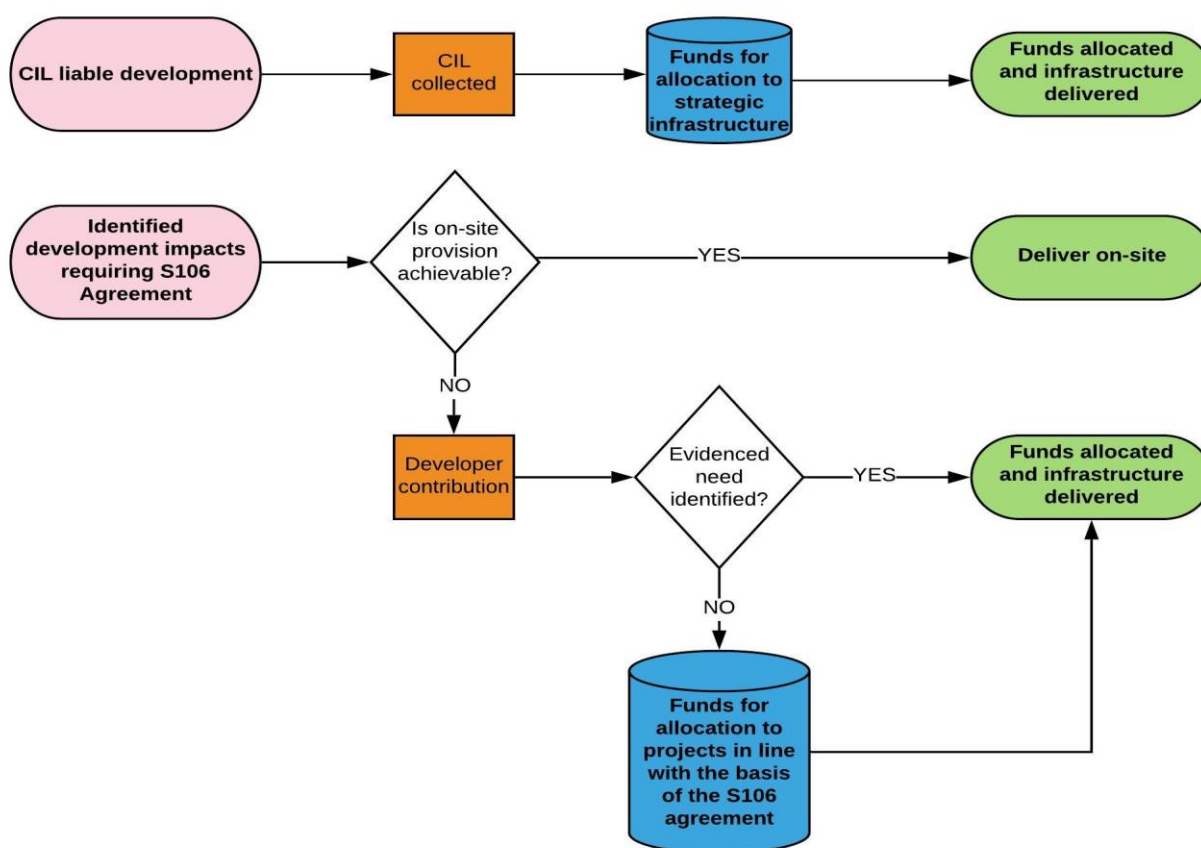 CIL liable development
CIL
collected
Funds for
allocation to
strategic
infrastructure
Funds allocated
and infrastructure
delivered
Identified
development impacts
requiring S106
Agreement
Is on-site
provision
achievable?
YES
Deliver on-site
NO
Developer
contribution
Evidenced
need
identified?
YES
Funds allocated
and infrastructure
delivered
NO
Funds for
allocation to
projects in line
with the basis
of the S106
agreement